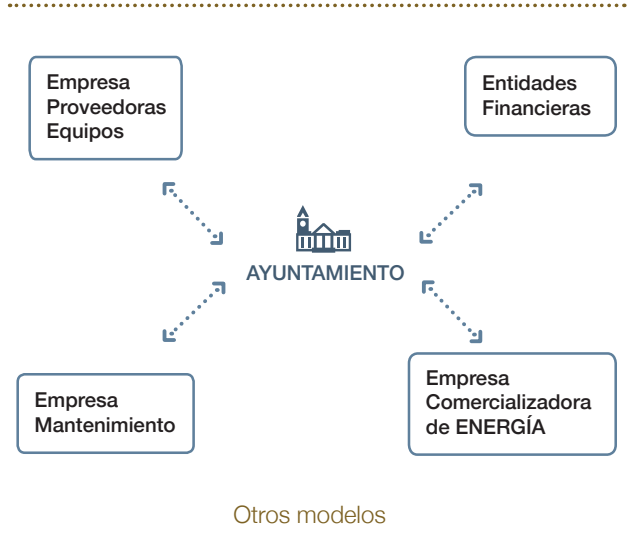 Empresa
Proveedoras
Equipos
Entidades
Financieras
AYUNTAMIENTO
Empresa
Mantenimiento
Empresa
Comercializadora
de ENERGÍA
Otros modelos